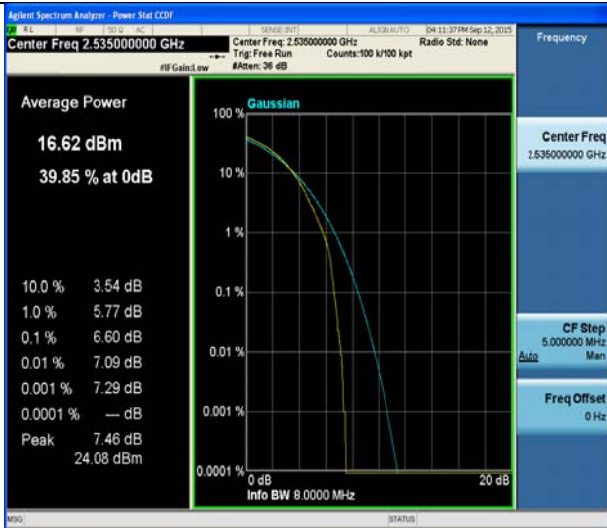 Agilent Spectrum Analyzer - Power Stat CCDF
RL RF 50 Ω AC SENSE:INT ALIGN AUTO 04:11:37 PM Sep 12, 2015
Center Freq 2.535000000 GHz
Center Freq: 2.535000000 GHz
Radio Std: None
Trig: Free Run Counts:100 k/100 kpt
#IFGain:Low #Atten: 36 dB
Frequency
Average Power
16.62 dBm
39.85 % at 0dB
10.0 % 3.54 dB
1.0 % 5.77 dB
0.1 % 6.60 dB
0.01 % 7.09 dB
0.001 % 7.29 dB
0.0001 % --- dB
Peak 7.46 dB
24.08 dBm
Gaussian
100 %
10 %
1 %
0.1 %
0.01 %
0.001 %
0.0001 %
0 dB 20 dB
Info BW 8.0000 MHz
Center Freq
2.535000000 GHz
CF Step
5.000000 MHz
Auto Man
Freq Offset
0 Hz
MSG STATUS